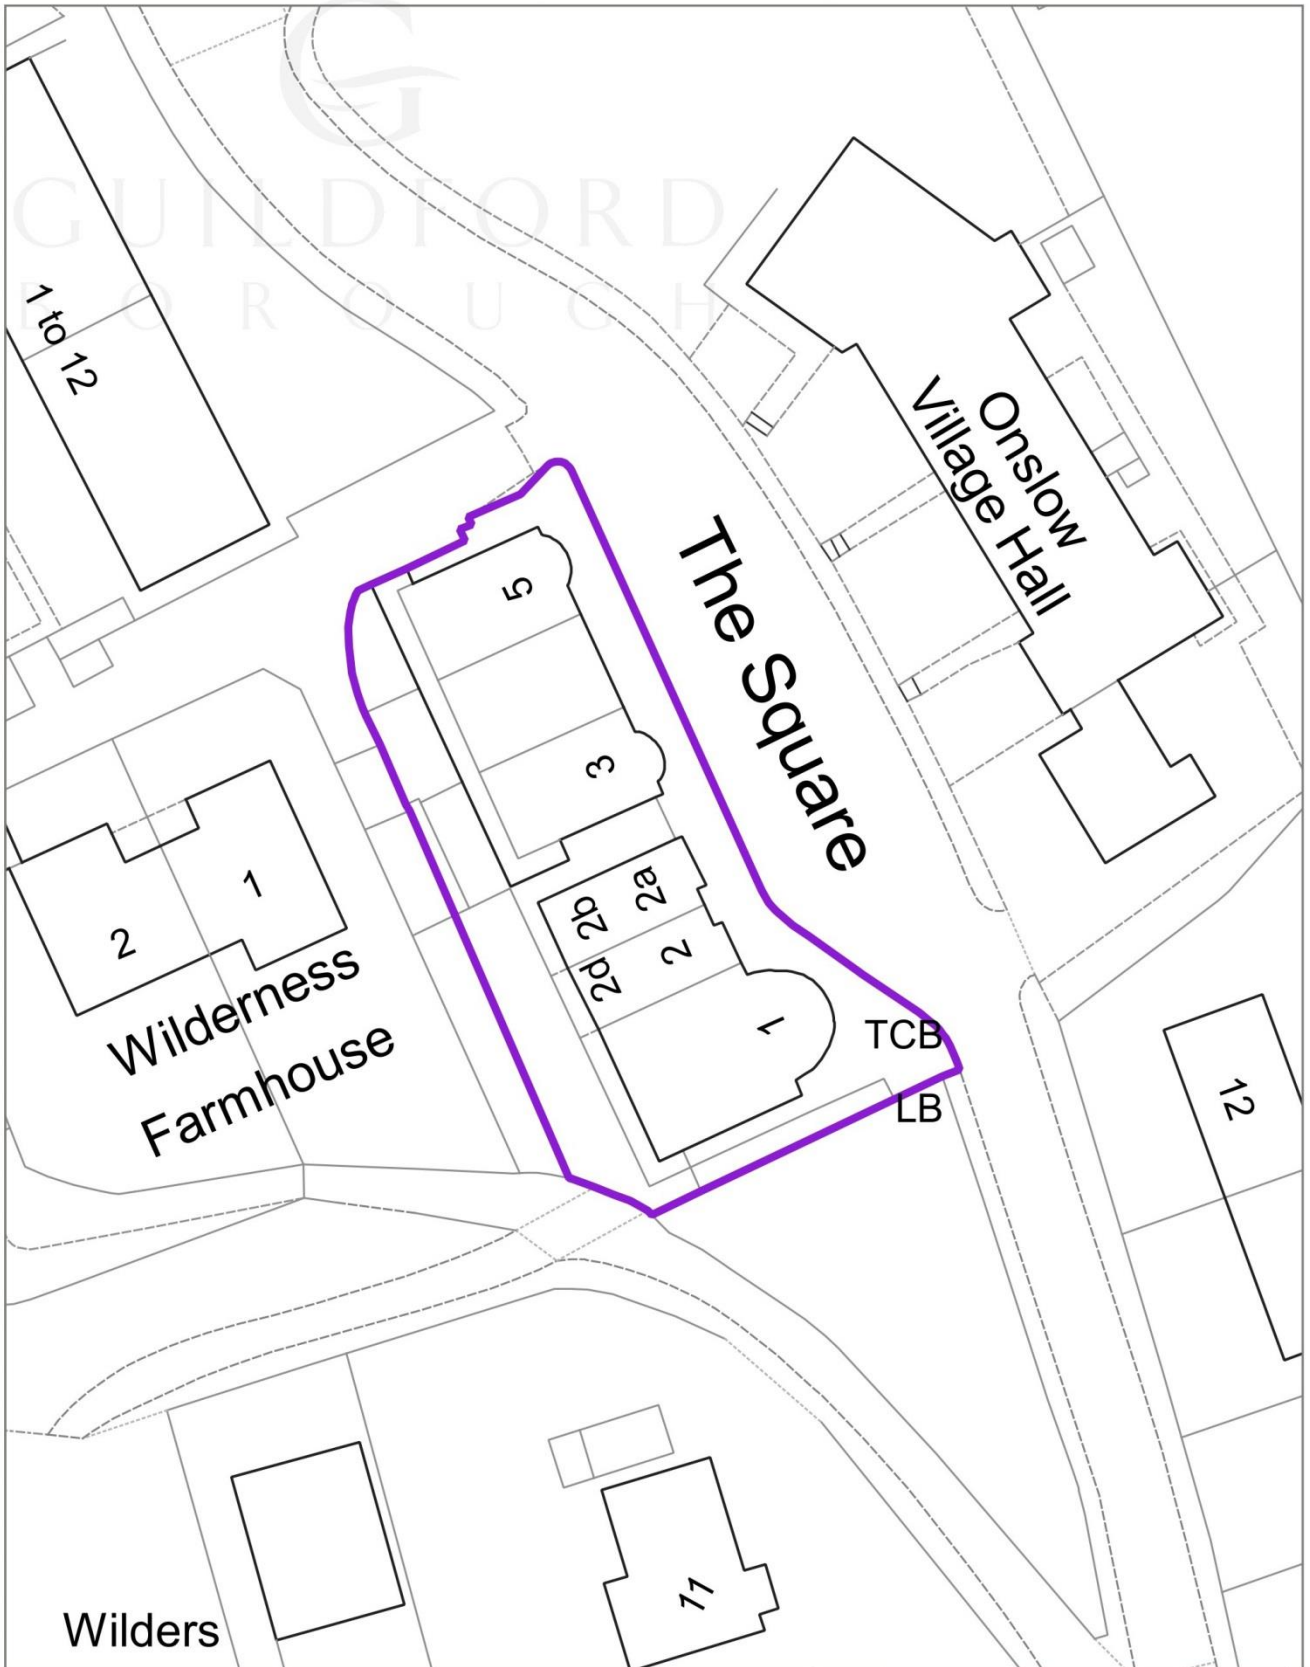 GUILDFORD
BOROUGH
1 to 12
Onslow
Village Hall
The Square
5
3
2a
2b
2
2d
1
1
2
Wilderness
Farmhouse
TCB
LB
12
11
Wilders